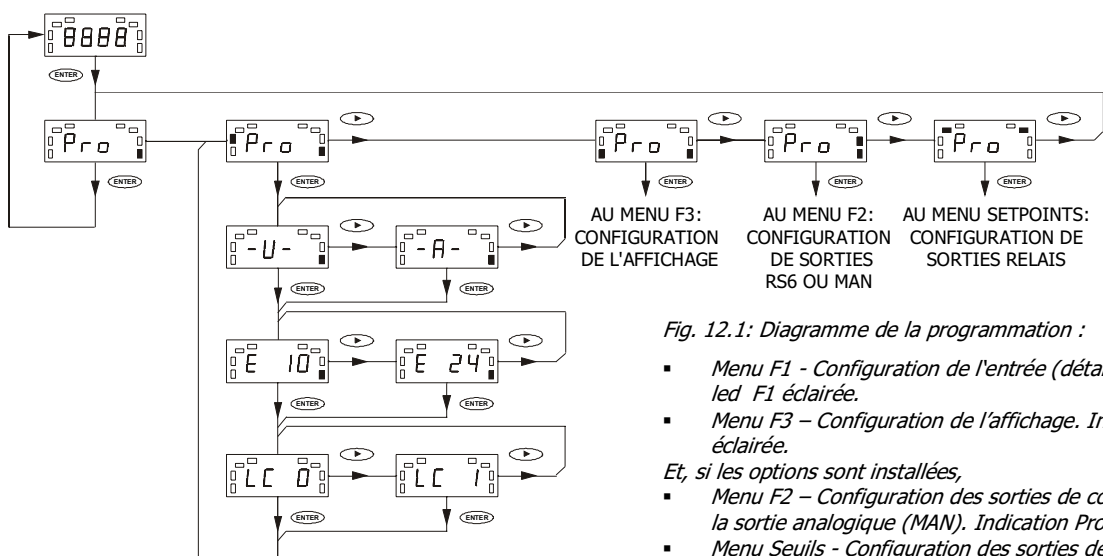 8888
ENTER
Pro
Pro
Pro
Pro
Pro
ENTER
ENTER
ENTER
ENTER
ENTER
AU MENU F3:
CONFIGURATION
DE L'AFFICHAGE
AU MENU F2:
CONFIGURATION
DE SORTIES
RS6 OU MAN
AU MENU SETPOINTS:
CONFIGURATION DE
SORTIES RELAIS
-U-
-A-
ENTER
ENTER
E 10
E 24
ENTER
ENTER
LC 0
LC 1
ENTER
ENTER
Fig. 12.1: Diagramme de la programmation :
▪ Menu F1 - Configuration de l'entrée
led F1 éclairée.
▪ Menu F3 – Configuration de l'affichage.
éclairée.
Et, si les options sont installées,
▪ Menu F2 – Configuration des sorties de
la sortie analogique (MAN). Indication Pro
▪ Menu Seuils - Configuration des sorties de